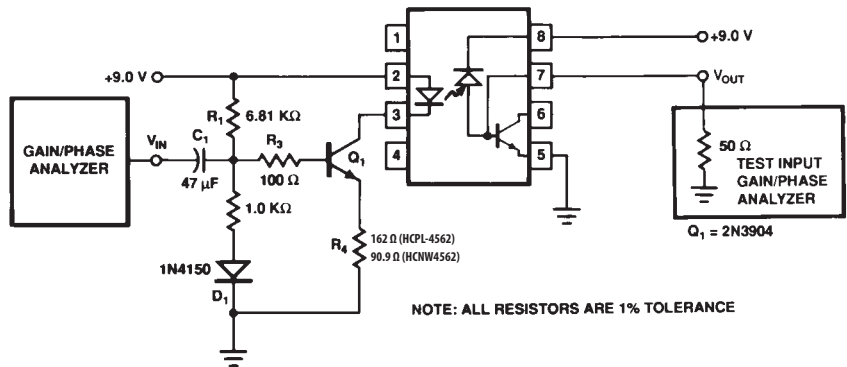 GAIN/PHASE
ANALYZER
V_IN
C₁
47 μF
+9.0 V
R₁
6.81 KΩ
R₃
100 Ω
1.0 KΩ
1N4150
D₁
Q₁
R₄
162 Ω (HCPL-4562)
90.9 Ω (HCNW4562)
1
2
3
4
8
7
6
5
+9.0 V
V_OUT
50 Ω
TEST INPUT
GAIN/PHASE
ANALYZER
Q₁ = 2N3904
NOTE: ALL RESISTORS ARE 1% TOLERANCE